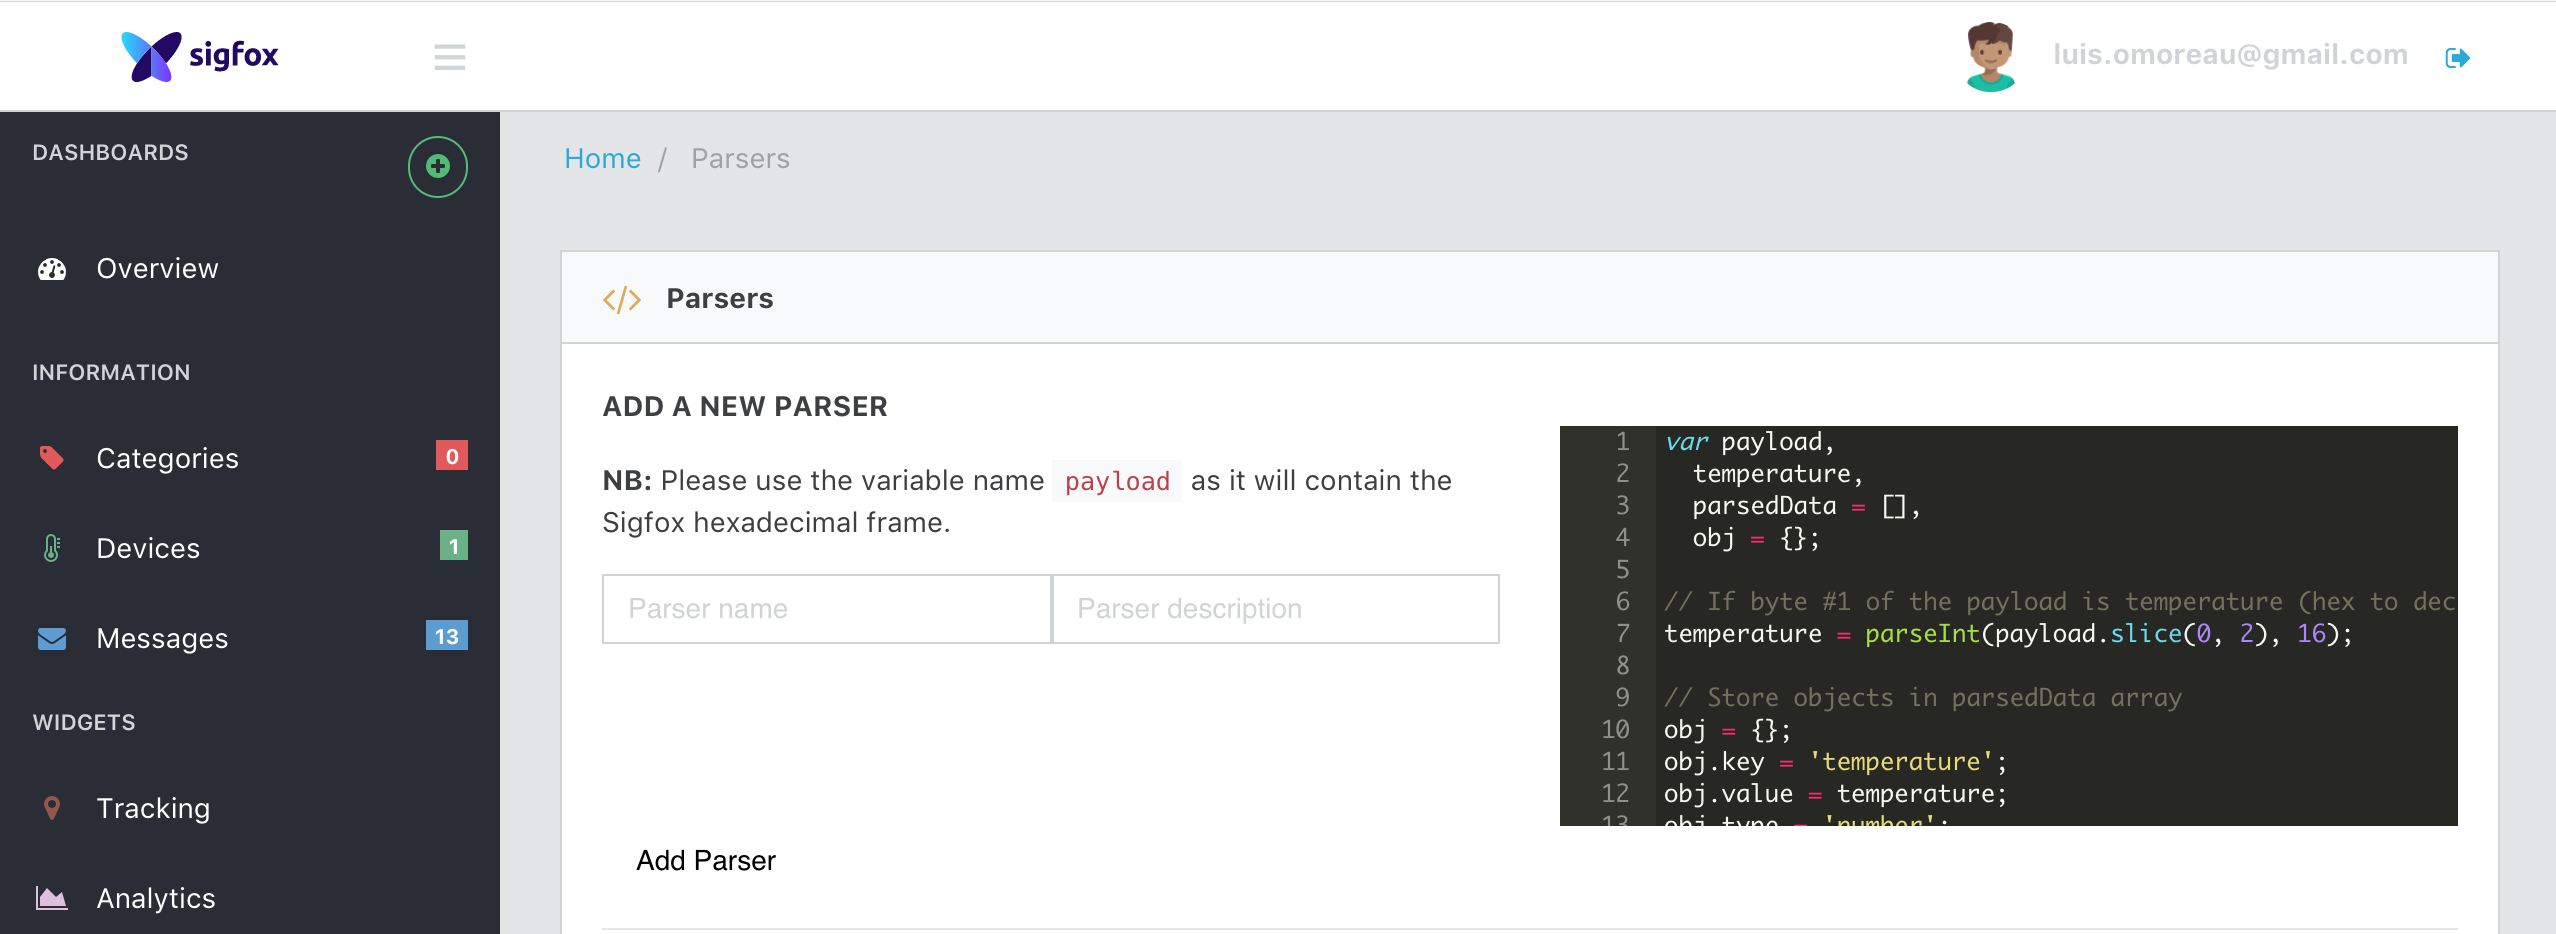 sigfox
luis.omoreau@gmail.com
DASHBOARDS
Overview
INFORMATION
Categories 0
Devices 1
Messages 13
WIDGETS
Tracking
Analytics
Home / Parsers
</> Parsers
ADD A NEW PARSER
NB: Please use the variable name payload as it will contain the
Sigfox hexadecimal frame.
Parser name Parser description
Add Parser
1 var payload,
2 temperature,
3 parsedData = [],
4 obj = {};
5
6 // If byte #1 of the payload is temperature (hex to dec
7 temperature = parseInt(payload.slice(0, 2), 16);
8
9 // Store objects in parsedData array
10 obj = {};
11 obj.key = 'temperature';
12 obj.value = temperature;
13 obj.type = 'number';